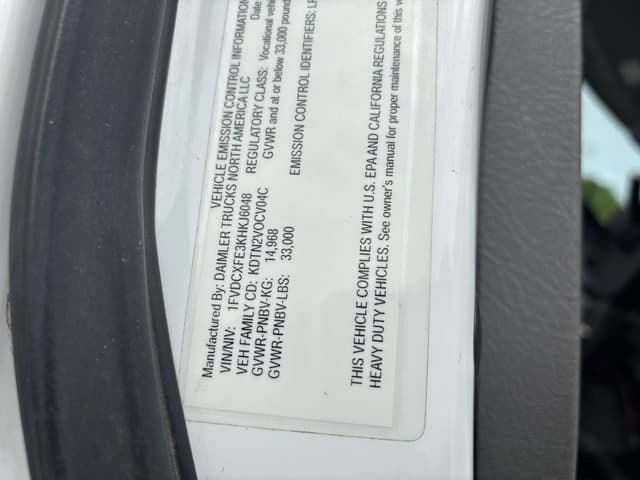 VEHICLE EMISSION CONTROL INFORMATION
Manufactured By: DAIMLER TRUCKS NORTH AMERICA LLC
Date
VIN/NIV: 1FVDCXFE3KHKJ6048
REGULATORY CLASS: Vocational vehi
VEH FAMILY CD: KDTN2VOCV04C
GVWR and at or below 33,000 pound
GVWR-PNBV-KG: 14,968
GVWR-PNBV-LBS: 33,000
EMISSION CONTROL IDENTIFIERS: LF
THIS VEHICLE COMPLIES WITH U.S. EPA AND CALIFORNIA REGULATIONS
HEAVY DUTY VEHICLES. See owner's manual for proper maintenance of this v